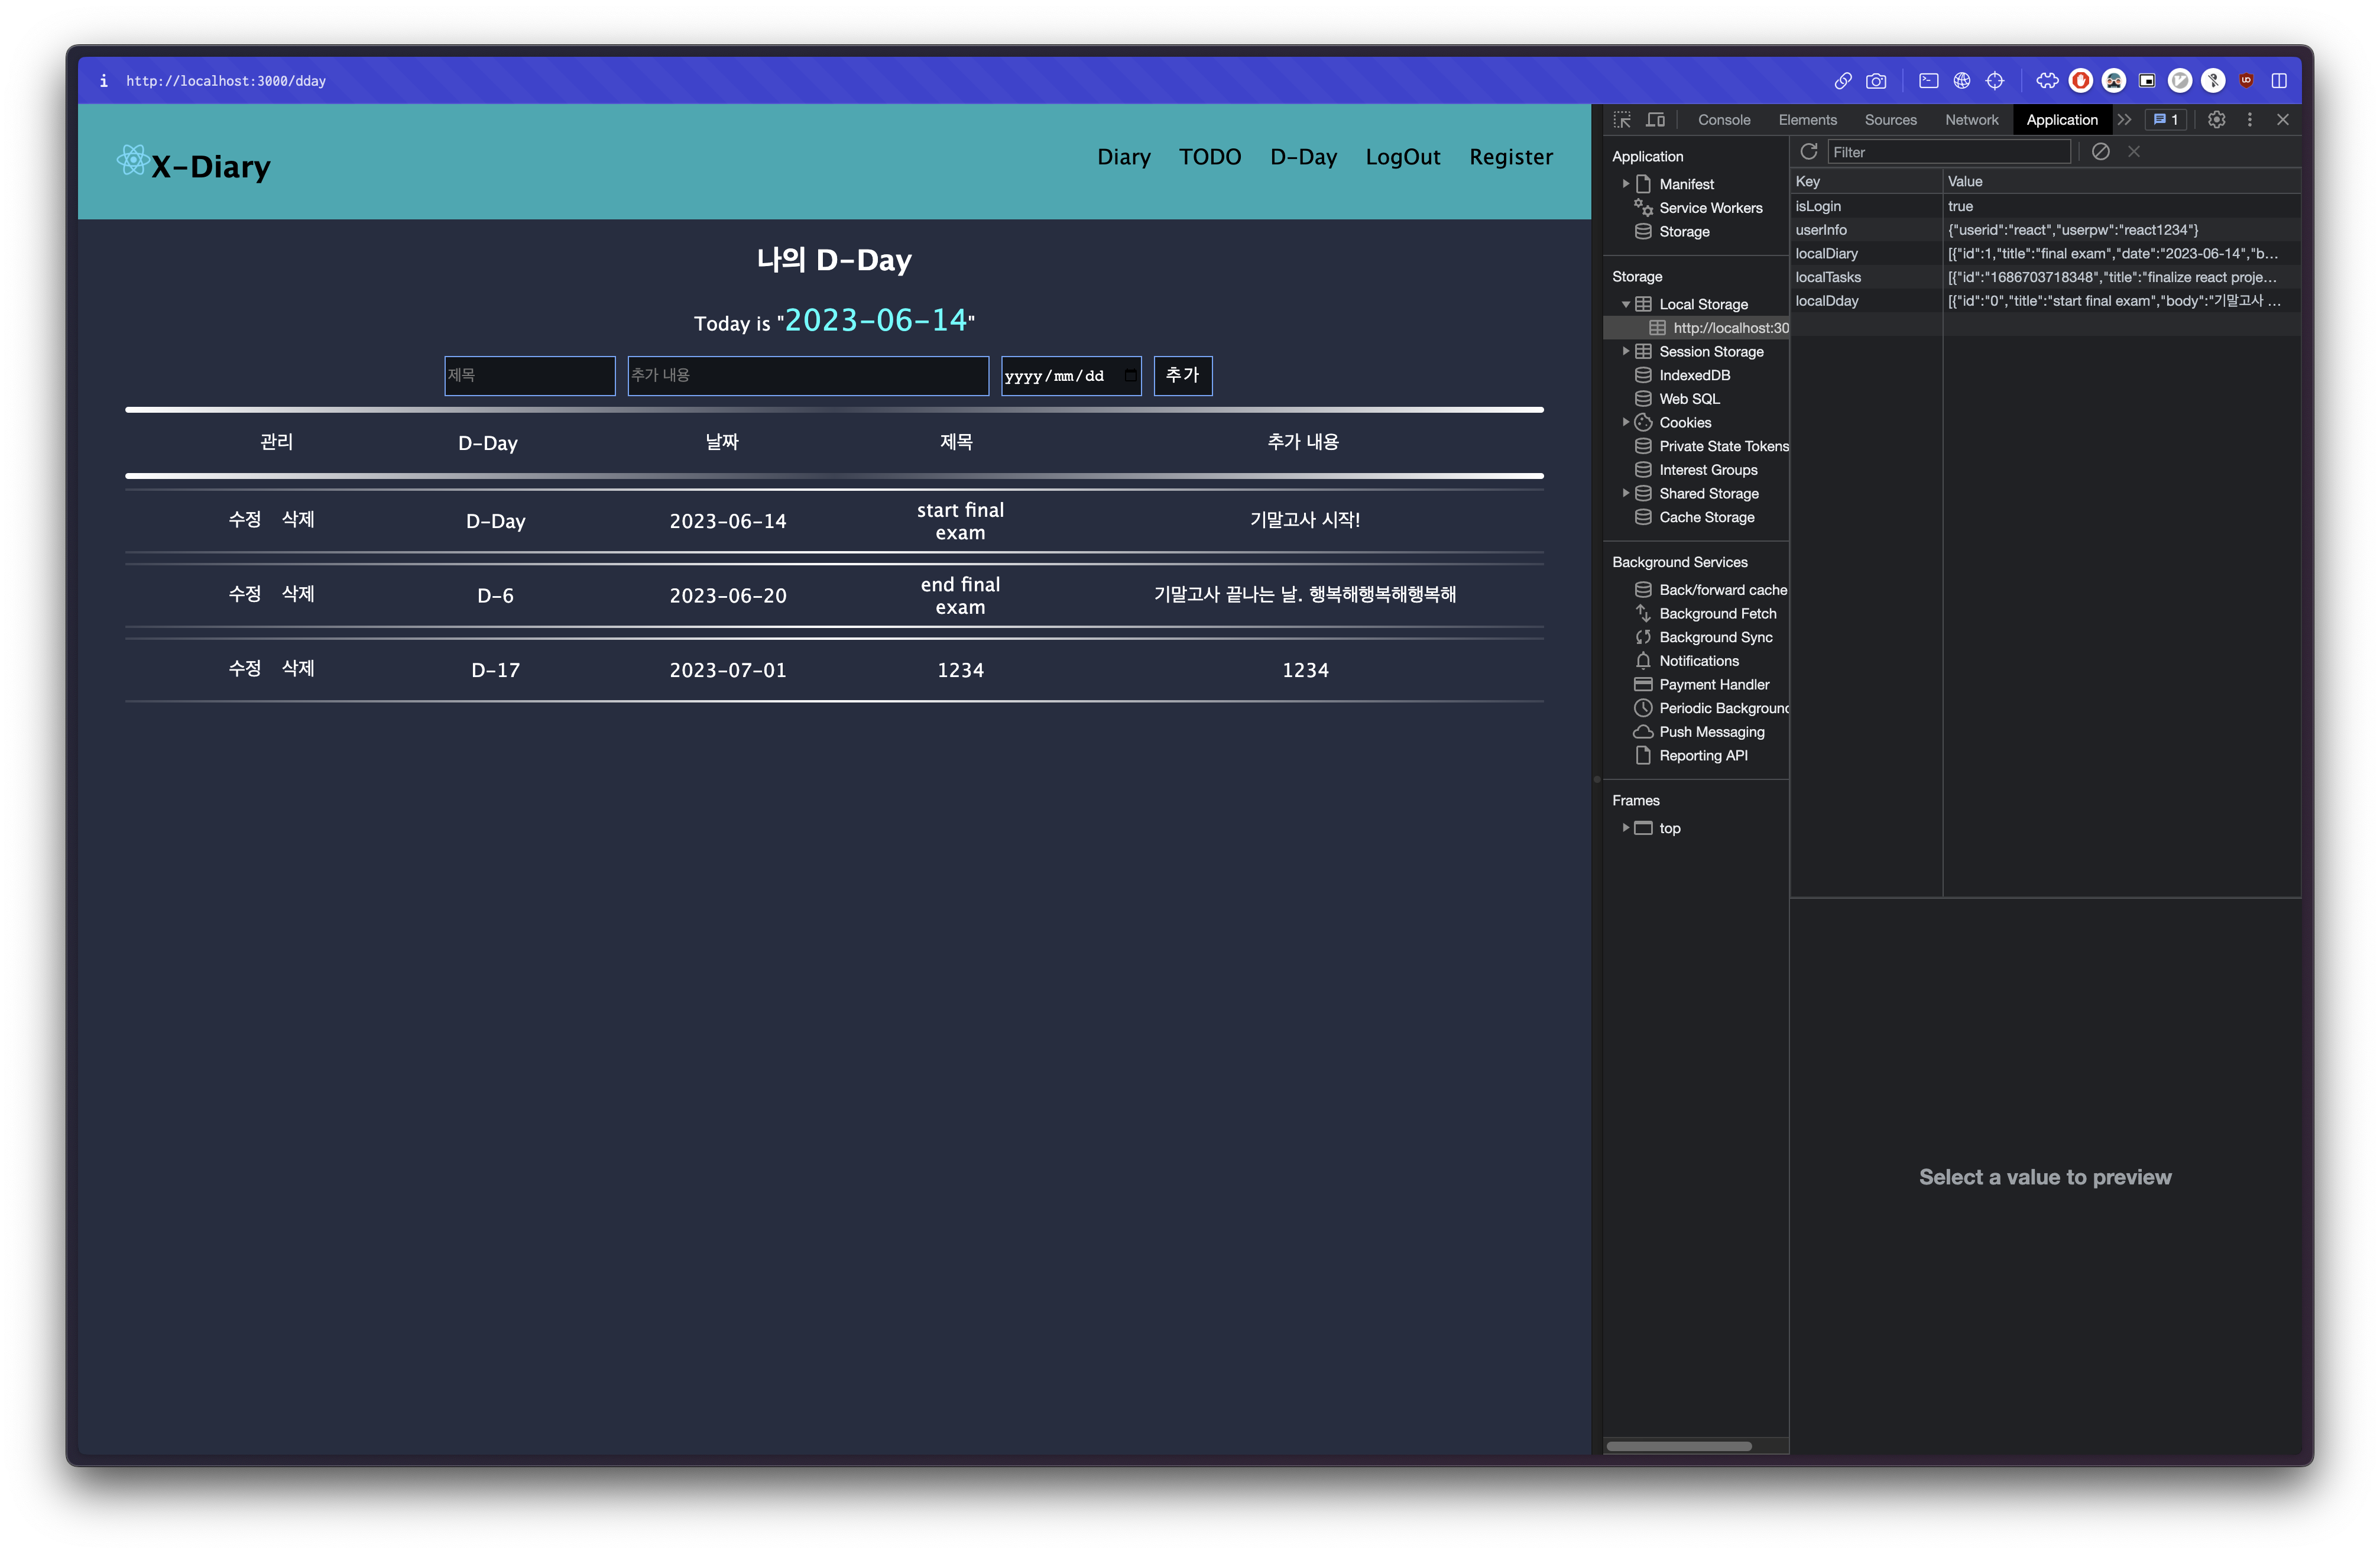 i http://localhost:3000/dday
X-Diary
Diary TODO D-Day LogOut Register
나의 D-Day
Today is "2023-06-14"
제목 추가 내용 yyyy/mm/dd 추가
관리 D-Day 날짜 제목 추가 내용
수정 삭제 D-Day 2023-06-14 start final exam 기말고사 시작!
수정 삭제 D-6 2023-06-20 end final exam 기말고사 끝나는 날. 행복해행복해행복해
수정 삭제 D-17 2023-07-01 1234 1234
Console Elements Sources Network Application 1
Application
Manifest
Service Workers
Storage
Storage
Local Storage
http://localhost:30
Session Storage
IndexedDB
Web SQL
Cookies
Private State Tokens
Interest Groups
Shared Storage
Cache Storage
Background Services
Back/forward cache
Background Fetch
Background Sync
Notifications
Payment Handler
Periodic Background
Push Messaging
Reporting API
Frames
top
Filter
Key Value
isLogin true
userInfo {"userid":"react","userpw":"react1234"}
localDiary [{"id":1,"title":"final exam","date":"2023-06-14","b…
localTasks [{"id":"1686703718348","title":"finalize react proje…
localDday [{"id":"0","title":"start final exam","body":"기말고사 …
Select a value to preview